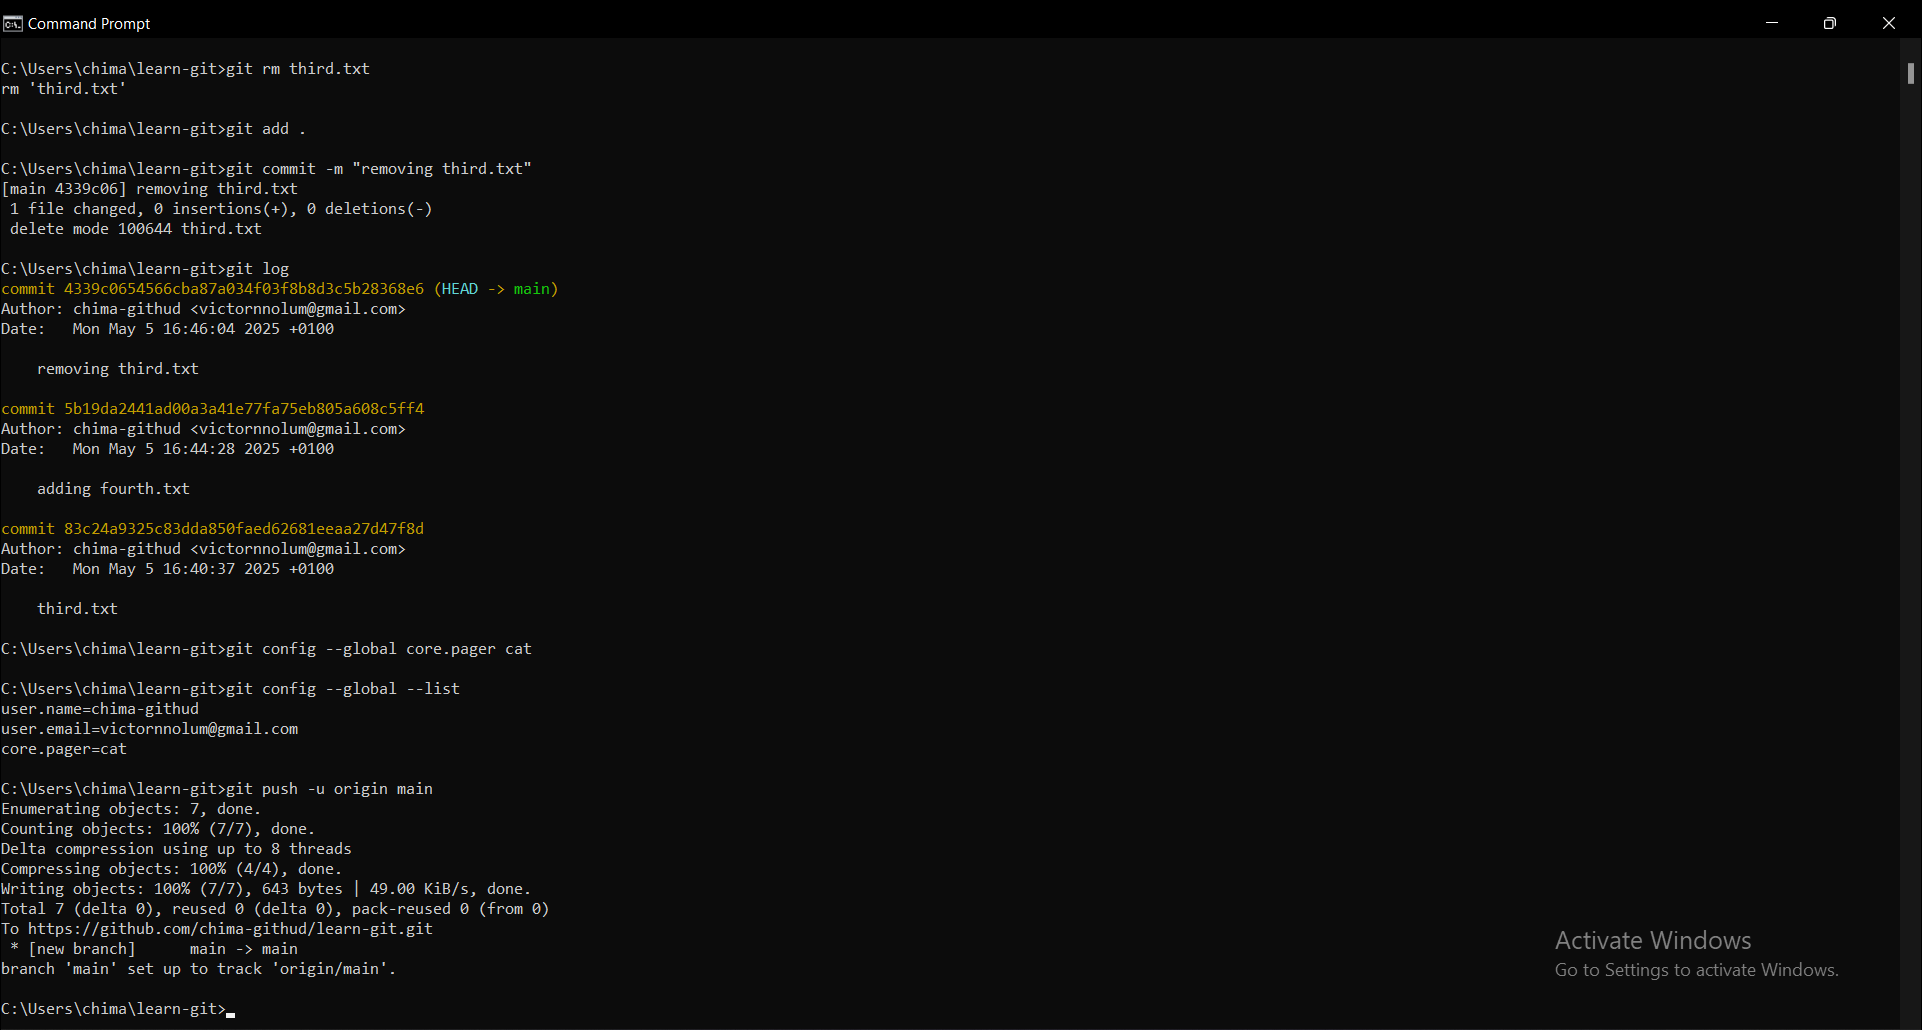 Command Prompt
C:\Users\chima\learn-git>git rm third.txt
rm 'third.txt'
C:\Users\chima\learn-git>git add .
C:\Users\chima\learn-git>git commit -m "removing third.txt"
[main 4339c06] removing third.txt
 1 file changed, 0 insertions(+), 0 deletions(-)
 delete mode 100644 third.txt
C:\Users\chima\learn-git>git log
commit 4339c0654566cba87a034f03f8b8d3c5b28368e6 (HEAD -> main)
Author: chima-githud <victornnolum@gmail.com>
Date:   Mon May 5 16:46:04 2025 +0100
    removing third.txt
commit 5b19da2441ad00a3a41e77fa75eb805a608c5ff4
Author: chima-githud <victornnolum@gmail.com>
Date:   Mon May 5 16:44:28 2025 +0100
    adding fourth.txt
commit 83c24a9325c83dda850faed62681eeaa27d47f8d
Author: chima-githud <victornnolum@gmail.com>
Date:   Mon May 5 16:40:37 2025 +0100
    third.txt
C:\Users\chima\learn-git>git config --global core.pager cat
C:\Users\chima\learn-git>git config --global --list
user.name=chima-githud
user.email=victornnolum@gmail.com
core.pager=cat
C:\Users\chima\learn-git>git push -u origin main
Enumerating objects: 7, done.
Counting objects: 100% (7/7), done.
Delta compression using up to 8 threads
Compressing objects: 100% (4/4), done.
Writing objects: 100% (7/7), 643 bytes | 49.00 KiB/s, done.
Total 7 (delta 0), reused 0 (delta 0), pack-reused 0 (from 0)
To https://github.com/chima-githud/learn-git.git
 * [new branch]      main -> main
branch 'main' set up to track 'origin/main'.
C:\Users\chima\learn-git>
Activate Windows
Go to Settings to activate Windows.